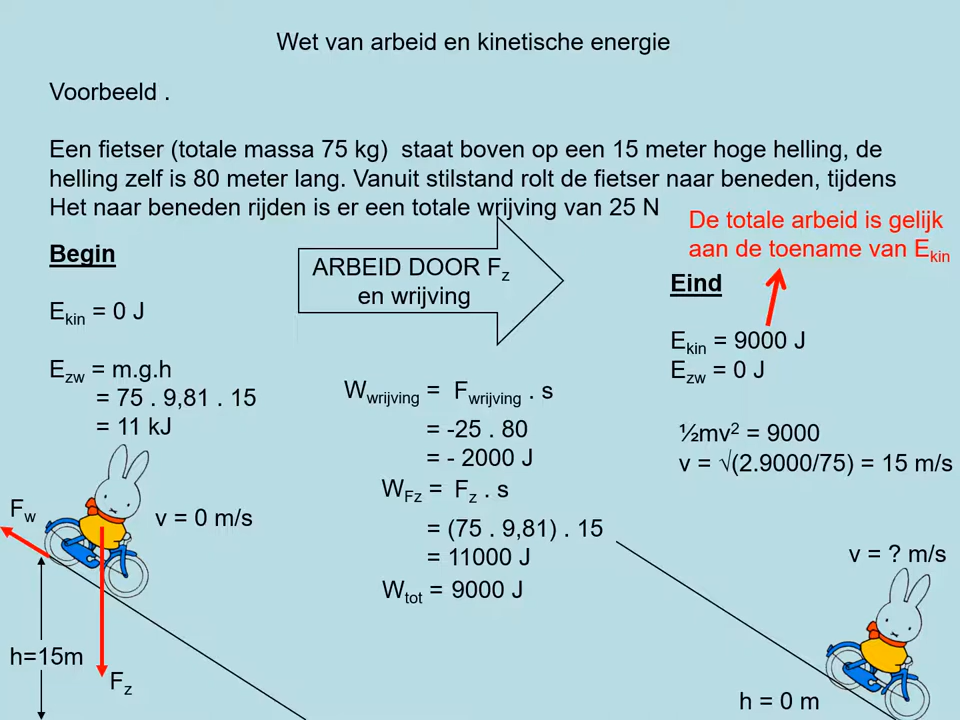 Wet van arbeid en kinetische energie
Voorbeeld .
Een fietser (totale massa 75 kg) staat boven op een 15 meter hoge helling, de
helling zelf is 80 meter lang. Vanuit stilstand rolt de fietser naar beneden, tijdens
Het naar beneden rijden is er een totale wrijving van 25 N
De totale arbeid is gelijk
aan de toename van Ekin
Begin
Ekin = 0 J
Ezw = m.g.h
= 75 . 9,81 . 15
= 11 kJ
ARBEID DOOR Fz
en wrijving
Eind
Ekin = 9000 J
Ezw = 0 J
Wwrijving = Fwrijving . s
= -25 . 80
= - 2000 J
WFz = Fz . s
= (75 . 9,81) . 15
= 11000 J
Wtot = 9000 J
½mv² = 9000
v = √(2.9000/75) = 15 m/s
Fw
v = 0 m/s
h=15m
Fz
v = ? m/s
h = 0 m